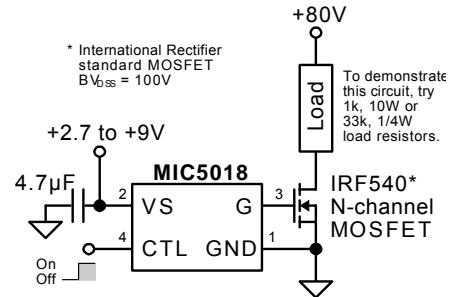 +80V
* International Rectifier
standard MOSFET
BVDSS = 100V
Load
To demonstrate
this circuit, try
1k, 10W or
33k, 1/4W
load resistors.
+2.7 to +9V
4.7µF
MIC5018
2
VS
G
3
4
CTL
GND
1
IRF540*
N-channel
MOSFET
On
Off